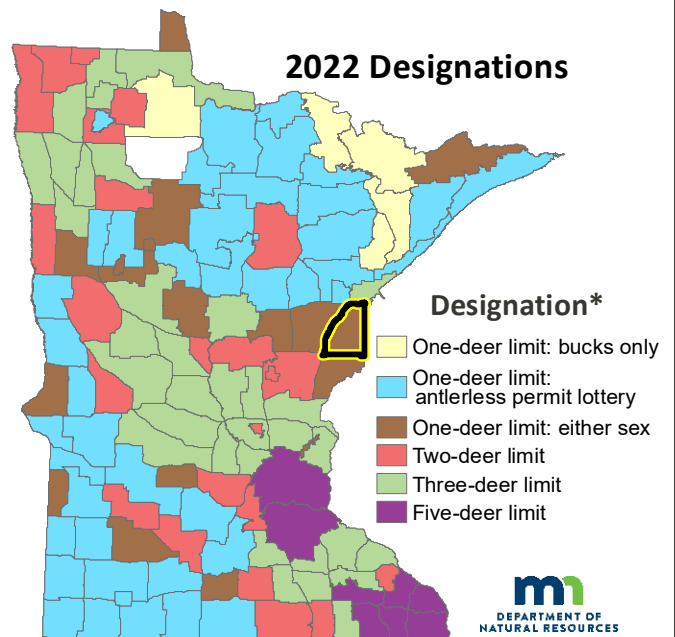 2022 Designations
Designation*
One-deer limit: bucks only
One-deer limit:
antlerless permit lottery
One-deer limit: either sex
Two-deer limit
Three-deer limit
Five-deer limit
mn
DEPARTMENT OF
NATURAL RESOURCES